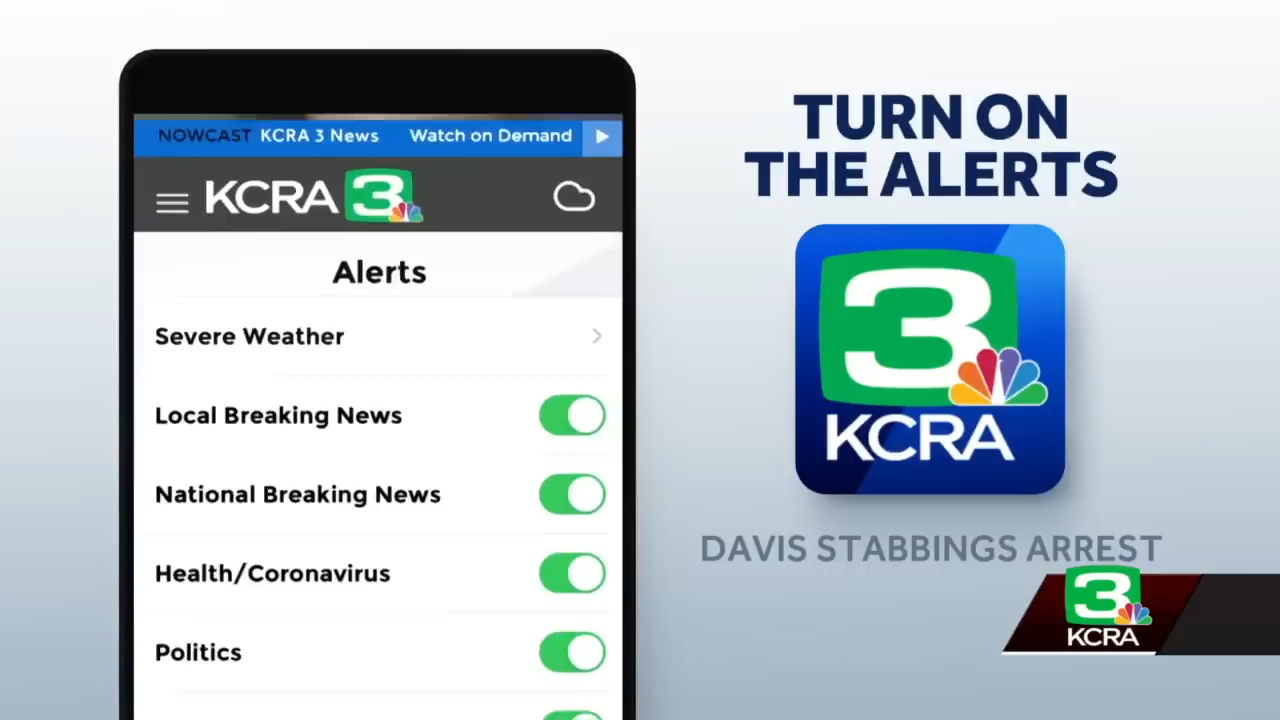 NOWCAST KCRA 3 News Watch on Demand
KCRA 3
Alerts
Severe Weather
Local Breaking News
National Breaking News
Health/Coronavirus
Politics
TURN ON
THE ALERTS
3
KCRA
DAVIS STABBINGS ARREST
3
KCRA